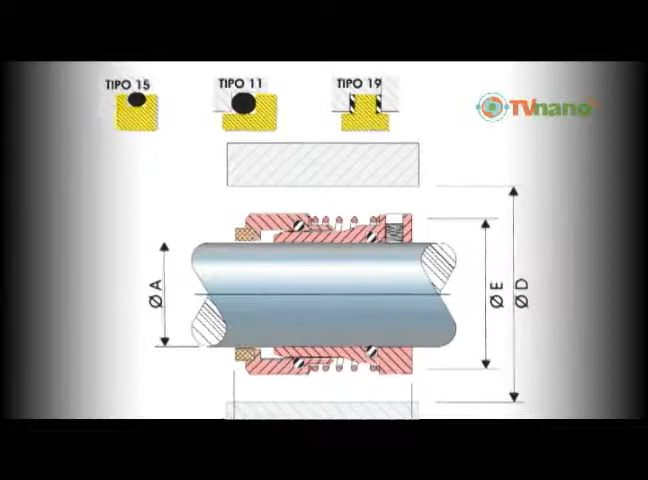 TIPO 15
TIPO 11
TIPO 19
TVnano
Ø A
Ø E
Ø D